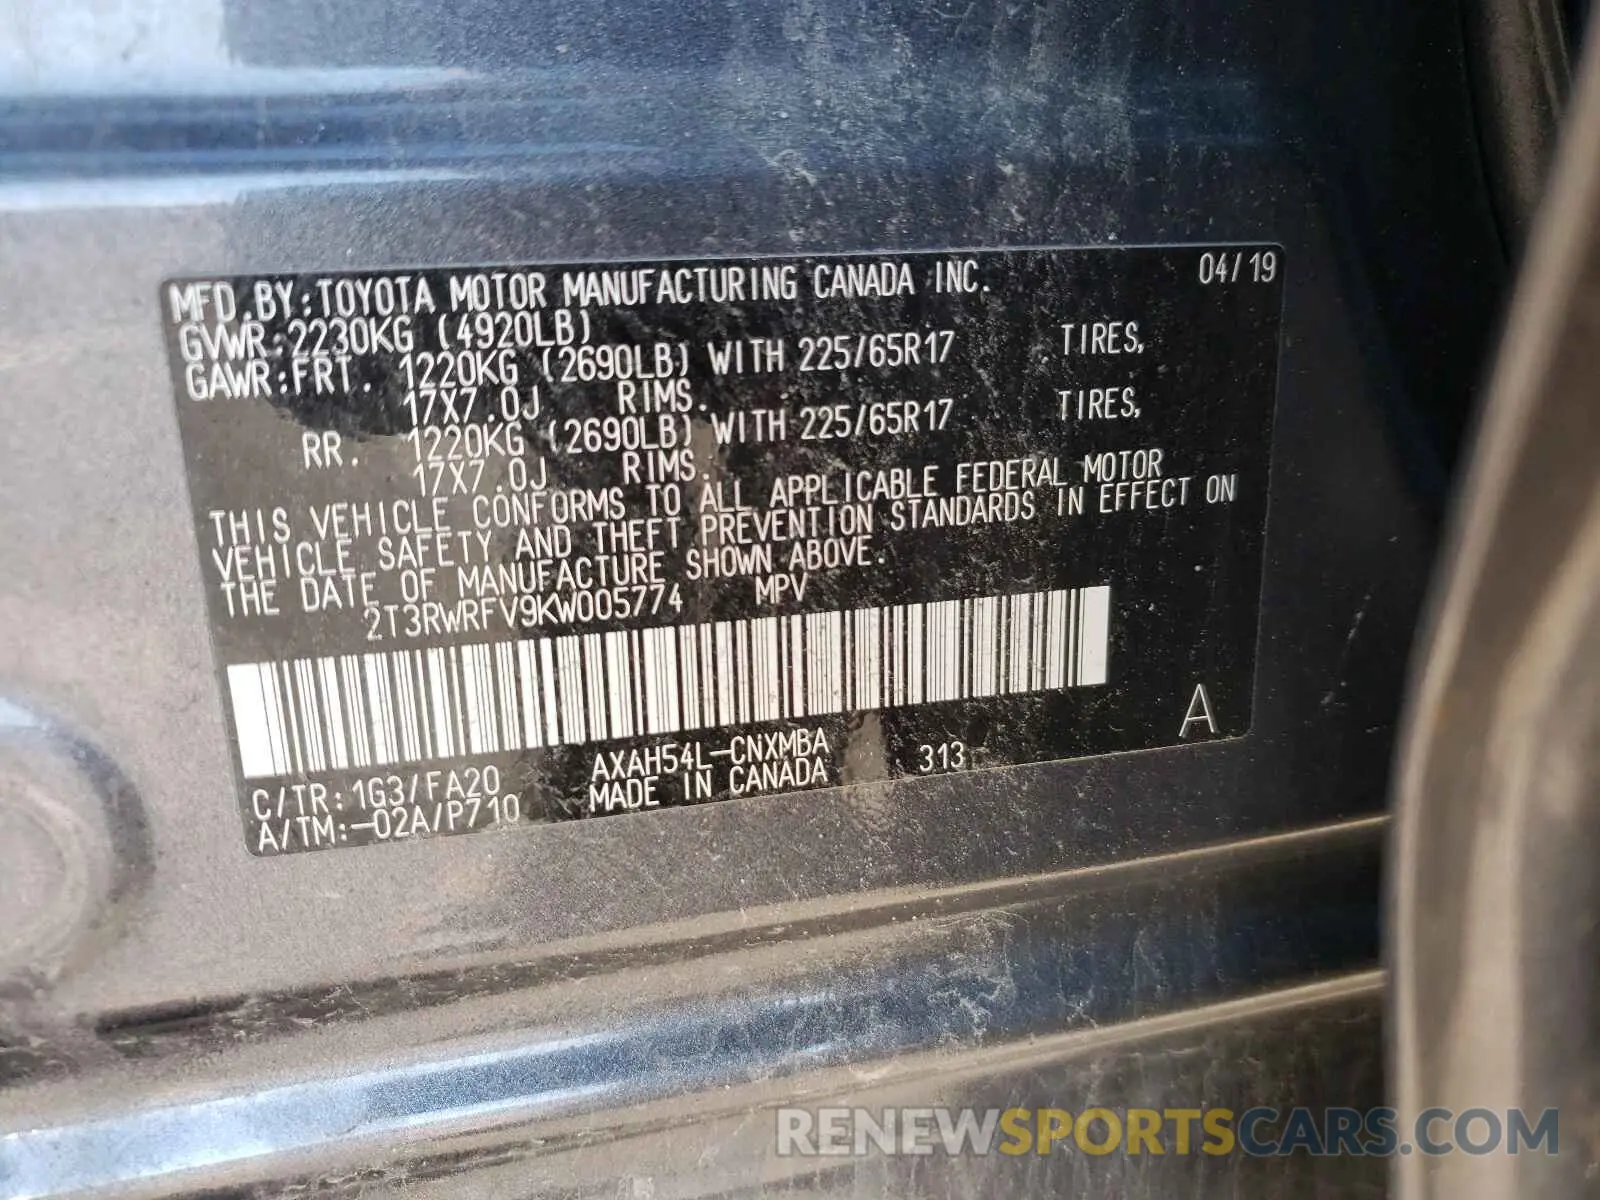 MFD.BY:TOYOTA MOTOR MANUFACTURING CANADA INC. 04/19
GVWR:2230KG (4920LB)
GAWR:FRT. 1220KG (2690LB) WITH 225/65R17 TIRES,
17X7.0J RIMS.
RR. 1220KG (2690LB) WITH 225/65R17 TIRES,
17X7.0J RIMS.
THIS VEHICLE CONFORMS TO ALL APPLICABLE FEDERAL MOTOR
VEHICLE SAFETY AND THEFT PREVENTION STANDARDS IN EFFECT ON
THE DATE OF MANUFACTURE SHOWN ABOVE.
2T3RWRFV9KW005774 MPV
A
C/TR:1G3/FA20 AXAH54L-CNXMBA 313
A/TM:-02A/P710 MADE IN CANADA
RENEWSPORTSCARS.COM